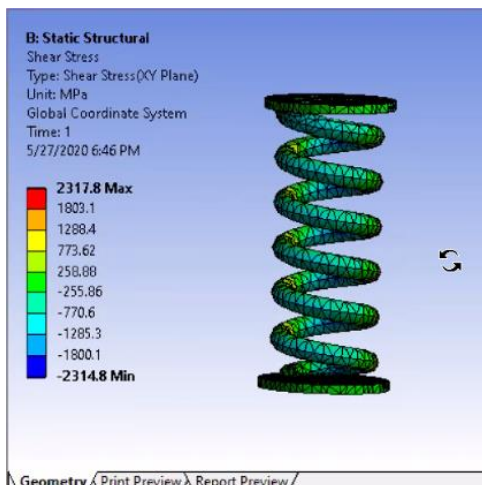 B: Static Structural
Shear Stress
Type: Shear Stress(XY Plane)
Unit: MPa
Global Coordinate System
Time: 1
5/27/2020 6:46 PM
2317.8 Max
1803.1
1288.4
773.62
258.88
-255.86
-770.6
-1285.3
-1800.1
-2314.8 Min
Geometry Print Preview Report Preview